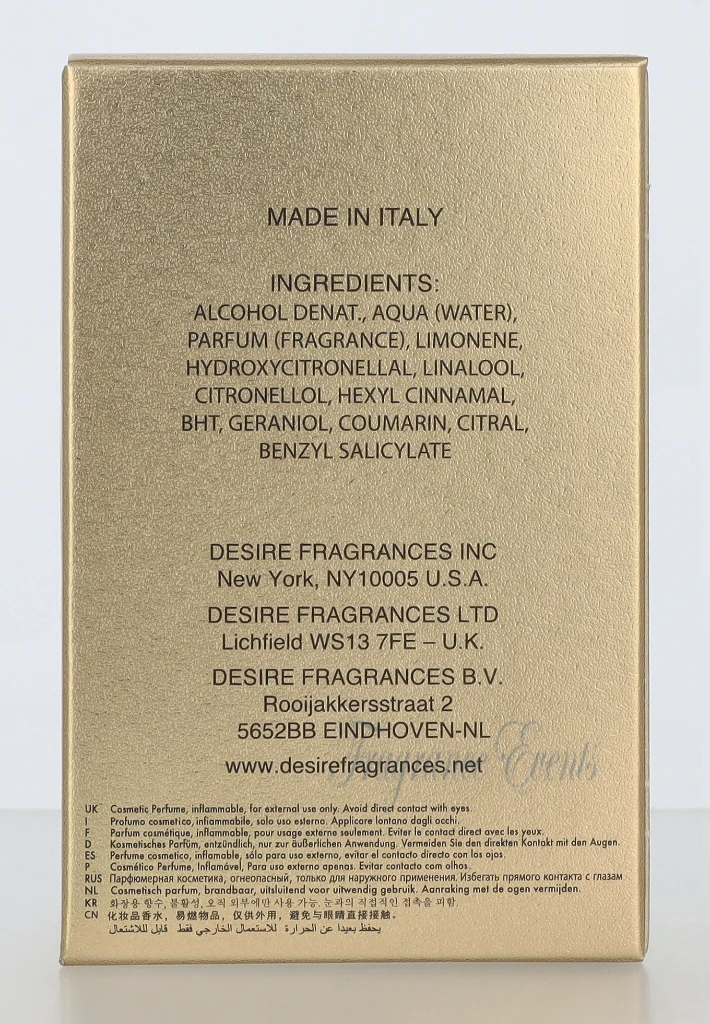 MADE IN ITALY
INGREDIENTS:
ALCOHOL DENAT., AQUA (WATER),
PARFUM (FRAGRANCE), LIMONENE,
HYDROXYCITRONELLAL, LINALOOL,
CITRONELLOL, HEXYL CINNAMAL,
BHT, GERANIOL, COUMARIN, CITRAL,
BENZYL SALICYLATE
DESIRE FRAGRANCES INC
New York, NY10005 U.S.A.
DESIRE FRAGRANCES LTD
Lichfield WS13 7FE – U.K.
DESIRE FRAGRANCES B.V.
Rooijakkersstraat 2
5652BB EINDHOVEN-NL
Fragrance Events
www.desirefragrances.net
UK Cosmetic Perfume, inflammable, for external use only. Avoid direct contact with eyes.
I Profumo cosmetico, infiammabile, solo uso esterno. Applicare lontano dagli occhi.
F Parfum cosmétique, inflammable, pour usage externe seulement. Eviter le contact direct avec les yeux.
D Kosmetisches Parfüm, entzündlich, nur zur äußerlichen Anwendung. Vermeiden Sie den direkten Kontakt mit den Augen.
ES Perfume cosmetico, inflamable, sólo para uso externo, evitar el contacto directo con los ojos.
P Cosmético Perfume, Inflamável, Para uso externo apenas. Evitar contacto com olhos.
RUS Парфюмерная косметика, огнеопасный, только для наружного применения. Избегать прямого контакта с глазам
NL Cosmetisch parfum, brandbaar, uitsluitend voor uitwendig gebruik. Aanraking met de ogen vermijden.
KR 화장용 향수, 불활성, 오직 외부에만 사용 가능, 눈과의 직접적인 접촉을 피함.
CN 化妆品香水，易燃物品，仅供外用，避免与眼睛直接接触。
يحفظ بعيدا عن الحرارة للاستعمال الخارجي فقط قابل لللاشتعال